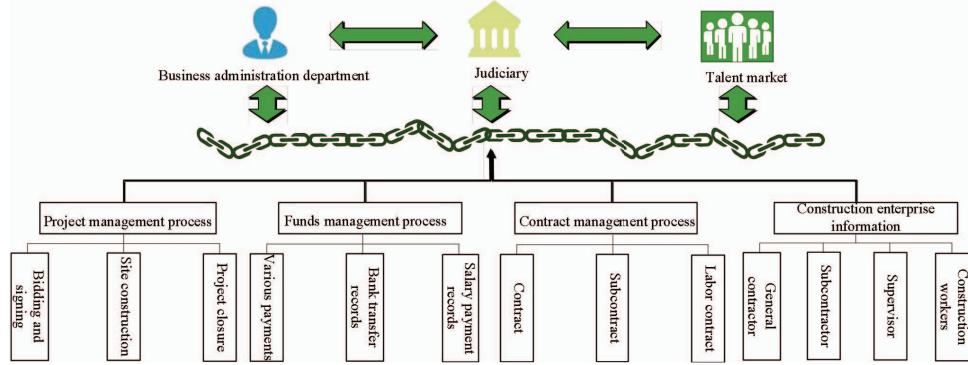 Business administration department
Judiciary
Talent market
Project management process
Funds management process
Contract management process
Construction enterprise
information
Bidding and
signing
Site construction
Project closure
Various payments
Bank transfer
records
Salary payment
records
Contract
Subcontract
Labor contract
General
contractor
Subcontractor
Supervisor
Construction
workers